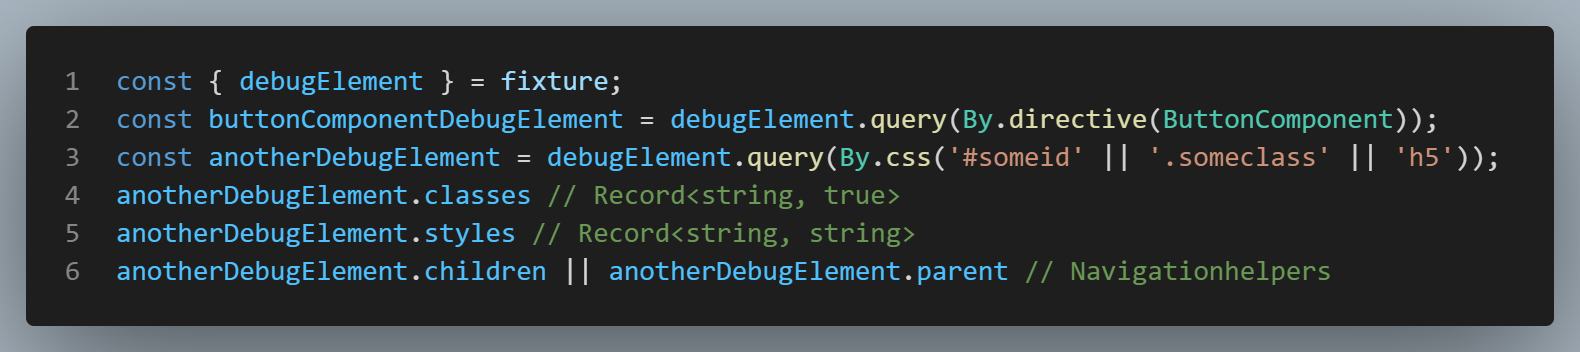 1 const { debugElement } = fixture;
2 const buttonComponentDebugElement = debugElement.query(By.directive(ButtonComponent));
3 const anotherDebugElement = debugElement.query(By.css('#someid' || '.someclass' || 'h5'));
4 anotherDebugElement.classes // Record<string, true>
5 anotherDebugElement.styles // Record<string, string>
6 anotherDebugElement.children || anotherDebugElement.parent // Navigationhelpers